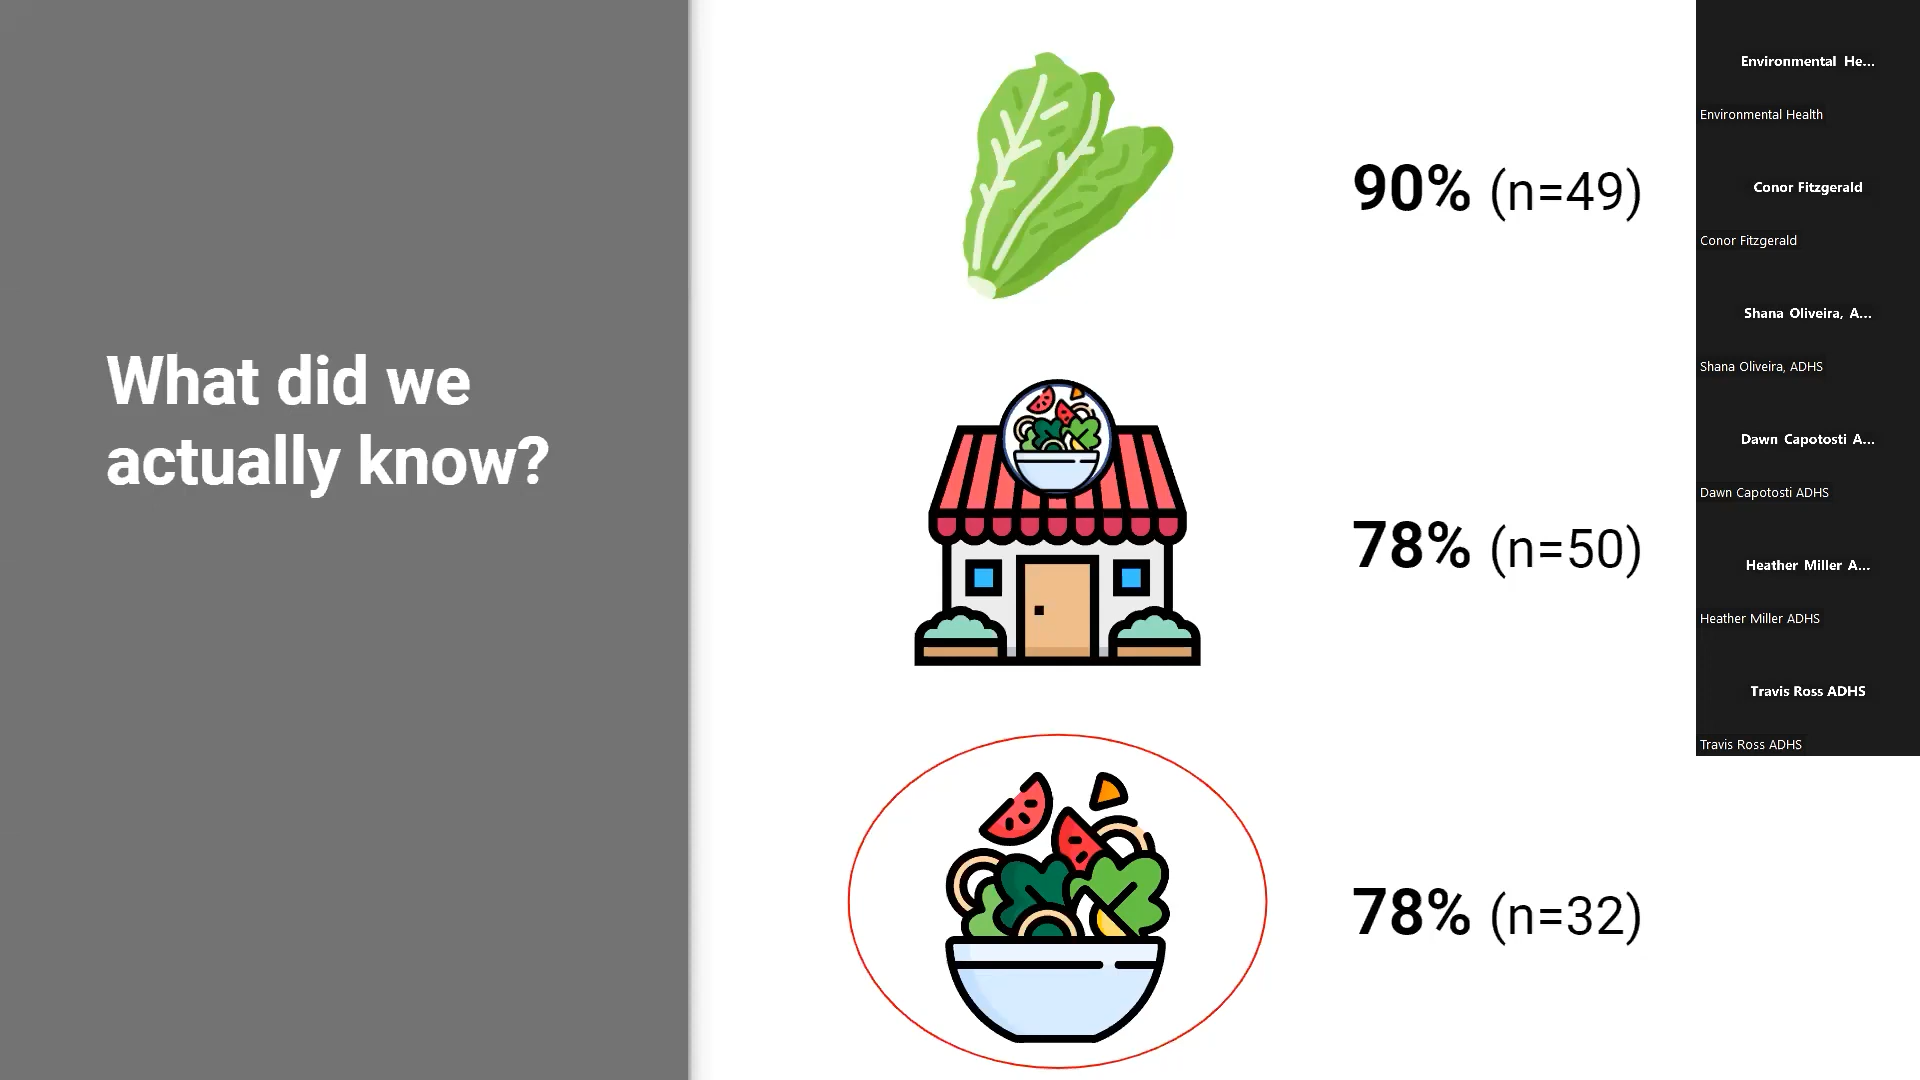 What did we
actually know?
90% (n=49)
78% (n=50)
78% (n=32)
Environmental He...
Environmental Health
Conor Fitzgerald
Conor Fitzgerald
Shana Oliveira, A...
Shana Oliveira, ADHS
Dawn Capotosti A...
Dawn Capotosti ADHS
Heather Miller A...
Heather Miller ADHS
Travis Ross ADHS
Travis Ross ADHS